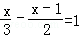 x/3 - (x-1)/2 = 1